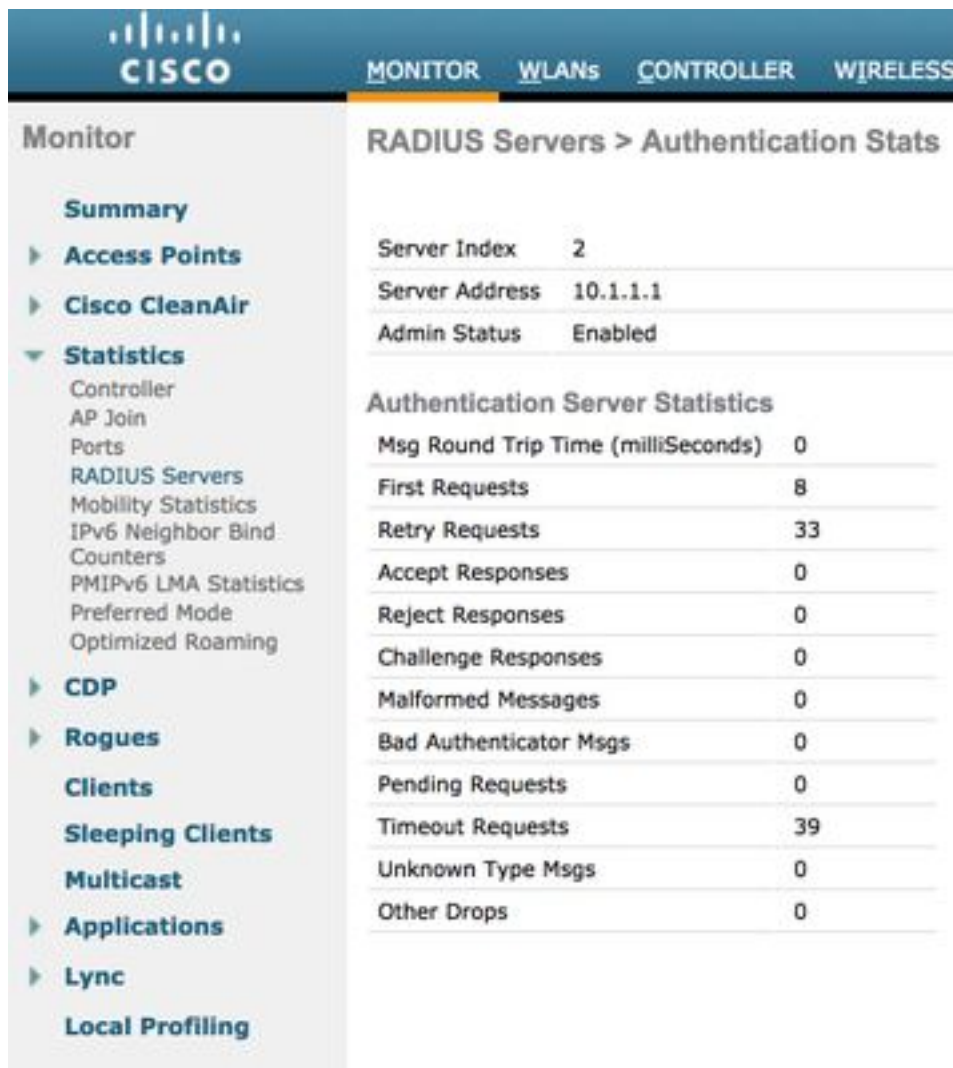 CISCO
MONITOR WLANs CONTROLLER WIRELESS
Monitor
Summary
Access Points
Cisco CleanAir
Statistics
Controller
AP Join
Ports
RADIUS Servers
Mobility Statistics
IPv6 Neighbor Bind
Counters
PMIPv6 LMA Statistics
Preferred Mode
Optimized Roaming
CDP
Rogues
Clients
Sleeping Clients
Multicast
Applications
Lync
Local Profiling
RADIUS Servers > Authentication Stats
Server Index 2
Server Address 10.1.1.1
Admin Status Enabled
Authentication Server Statistics
Msg Round Trip Time (milliSeconds) 0
First Requests 8
Retry Requests 33
Accept Responses 0
Reject Responses 0
Challenge Responses 0
Malformed Messages 0
Bad Authenticator Msgs 0
Pending Requests 0
Timeout Requests 39
Unknown Type Msgs 0
Other Drops 0